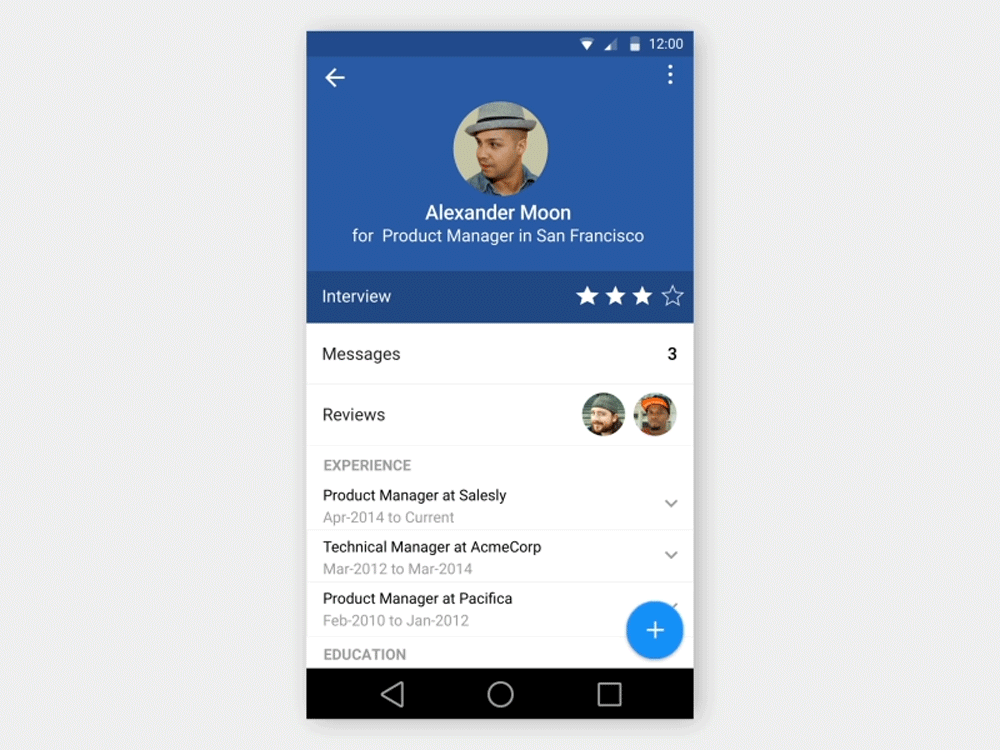 12:00
Alexander Moon
for Product Manager in San Francisco
Interview
Messages 3
Reviews
EXPERIENCE
Product Manager at Salesly
Apr-2014 to Current
Technical Manager at AcmeCorp
Mar-2012 to Mar-2014
Product Manager at Pacifica
Feb-2010 to Jan-2012
EDUCATION